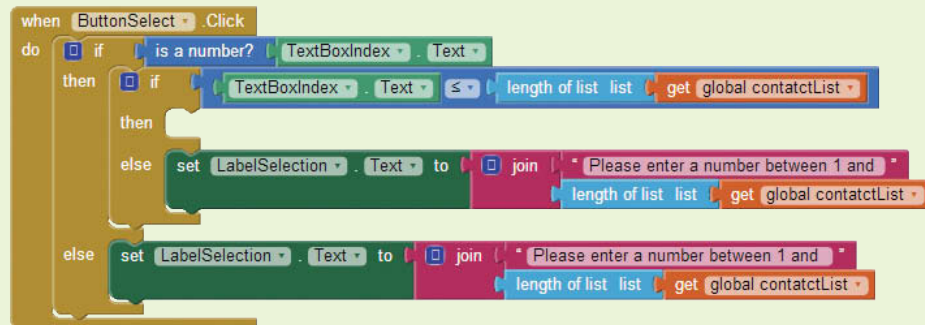 when ButtonSelect .Click
do if is a number? TextBoxIndex . Text
then if TextBoxIndex . Text ≤ length of list list get global contatctList
then
else set LabelSelection . Text to join " Please enter a number between 1 and "
length of list list get global contatctList
else set LabelSelection . Text to join " Please enter a number between 1 and "
length of list list get global contatctList